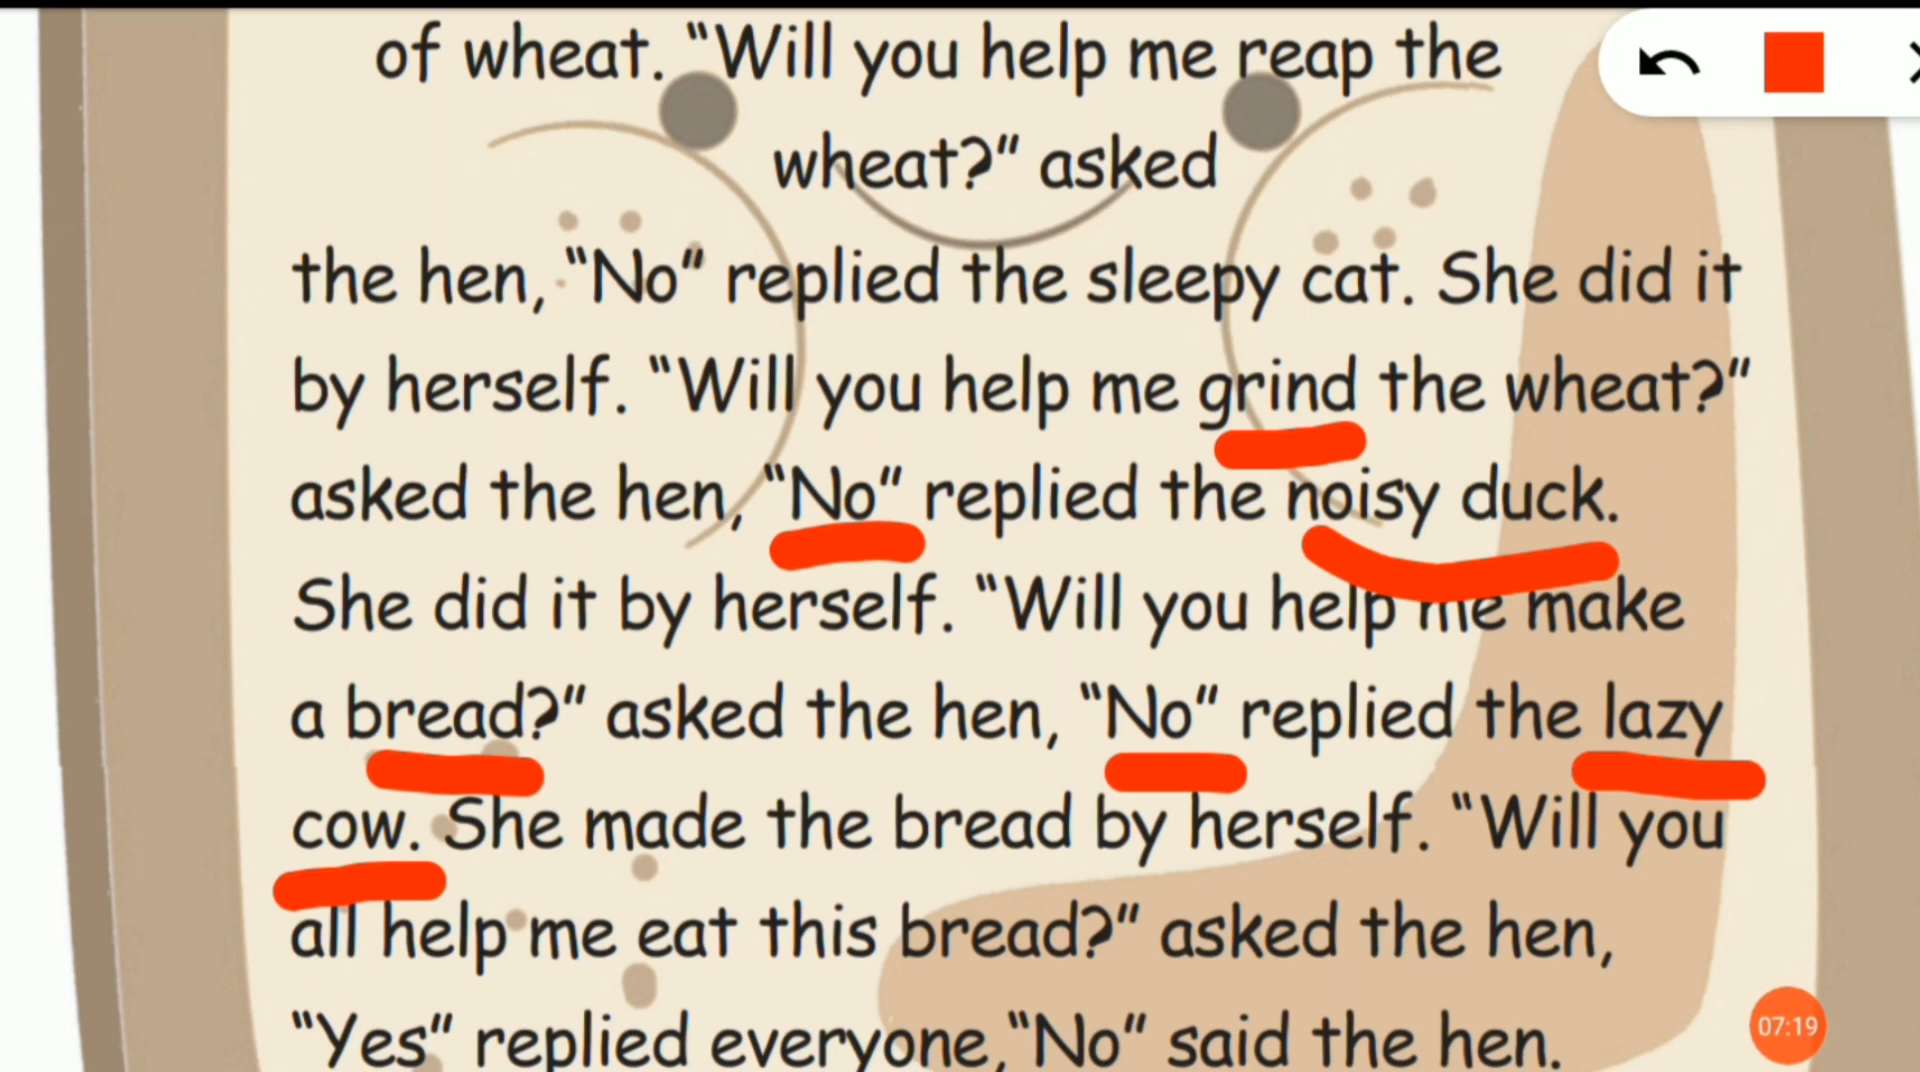 of wheat. “Will you help me reap the
wheat?” asked
the hen, “No” replied the sleepy cat. She did it
by herself. “Will you help me grind the wheat?”
asked the hen, “No” replied the noisy duck.
She did it by herself. “Will you help me make
a bread?” asked the hen, “No” replied the lazy
cow. She made the bread by herself. “Will you
all help me eat this bread?” asked the hen,
“Yes” replied everyone,“No” said the hen.
07:19